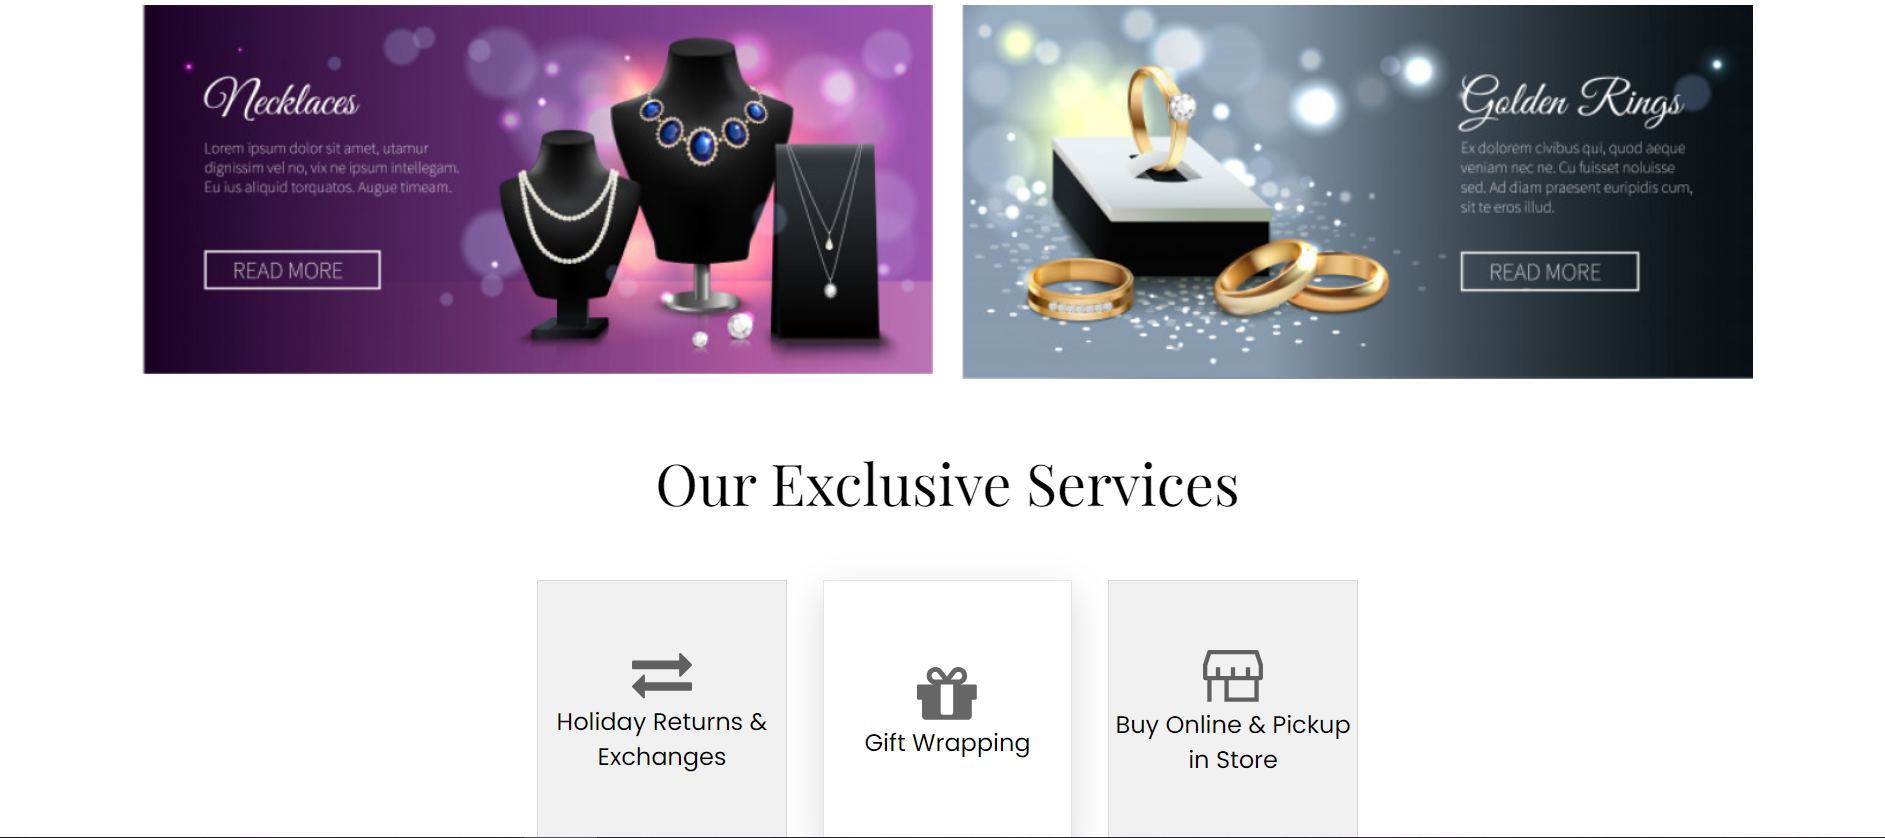 Necklaces
Lorem ipsum dolor sit amet, utamur
dignissim vel no, vix ne ipsum intellegam.
Eu ius aliquid torquatos. Augue timeam.
READ MORE
Golden Rings
Ex dolorem civibus qui, quod aeque
veniam nec ne. Cu fuisset noluisse
sed. Ad diam praesent euripidis cum,
sit te eros illud.
READ MORE
Our Exclusive Services
Holiday Returns &
Exchanges
Gift Wrapping
Buy Online & Pickup
in Store